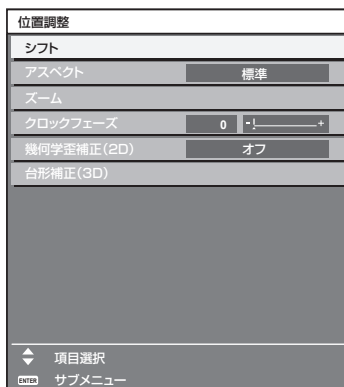 位置調整
シフト
アスペクト 標準
ズーム
クロックフェーズ 0 - +
幾何学歪補正(2D) オフ
台形補正(3D)
項目選択
ENTER サブメニュー